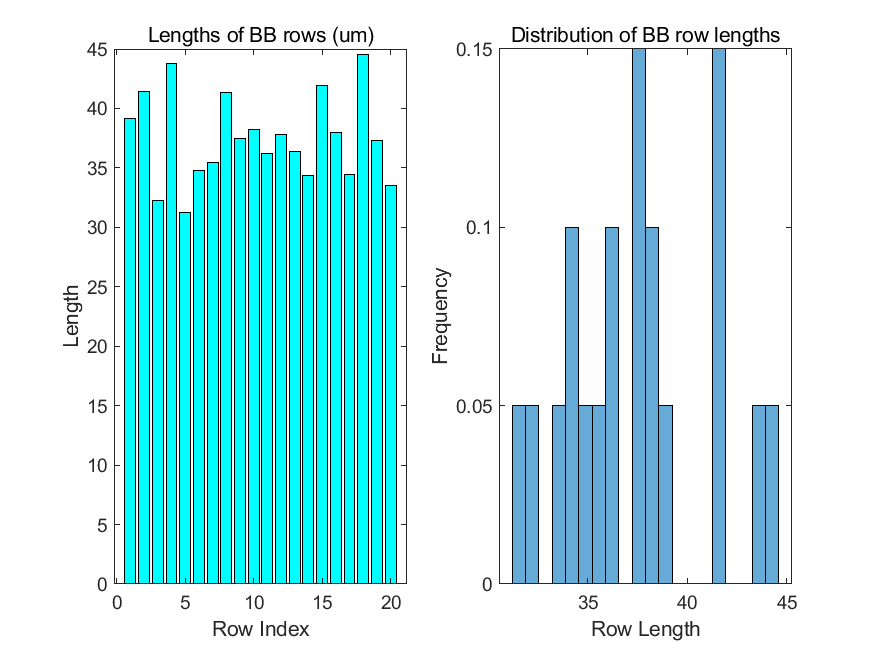 Lengths of BB rows (um)
45
40
35
30
25
20
15
10
5
0
Length
0 5 10 15 20
Row Index
Distribution of BB row lengths
0.15
0.1
0.05
0
Frequency
35 40 45
Row Length